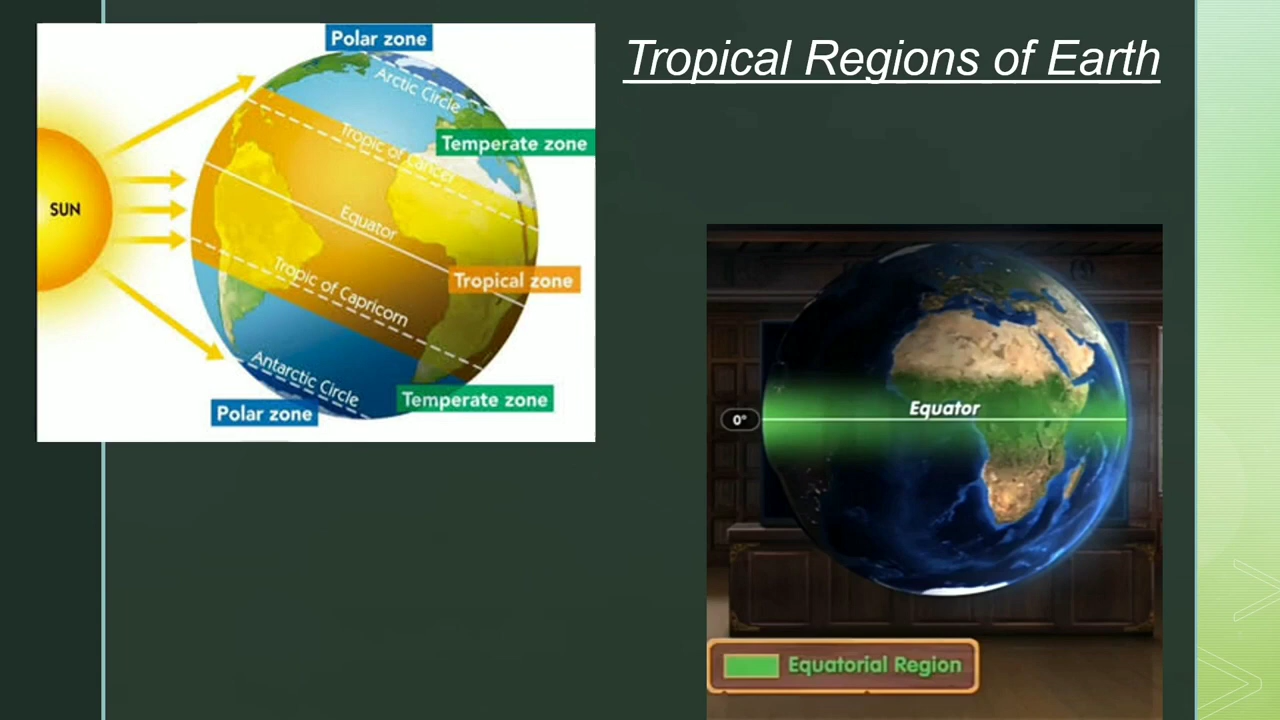 Tropical Regions of Earth
Polar zone
Arctic Circle
Temperate zone
Tropic of Cancer
SUN
Equator
Tropical zone
Tropic of Capricorn
Antarctic Circle
Temperate zone
Polar zone
Equator
0°
Equatorial Region